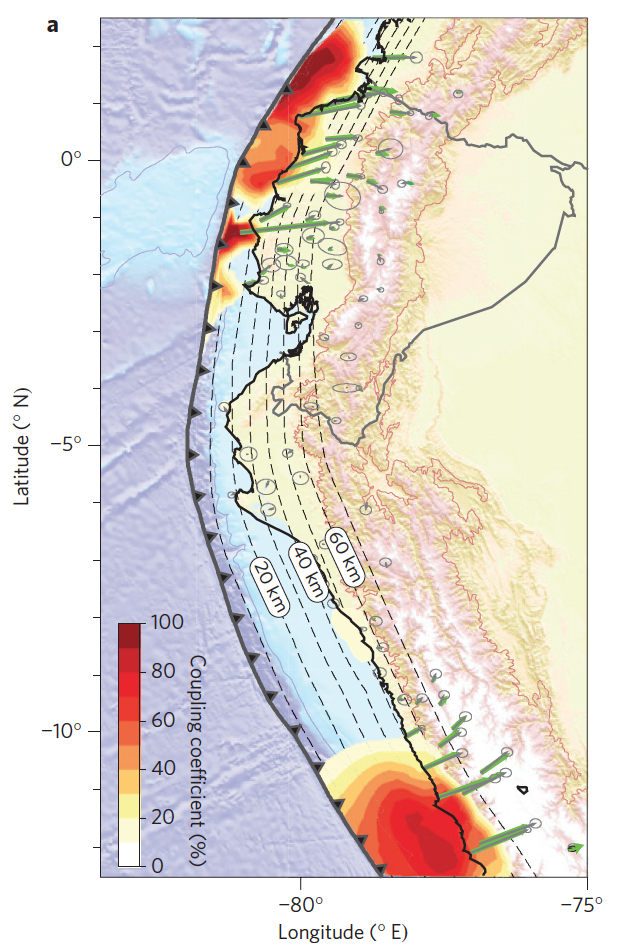 a
0°
−5°
−10°
Latitude (° N)
20 km
40 km
60 km
100
80
60
40
20
0
Coupling coefficient (%)
−80°
−75°
Longitude (° E)